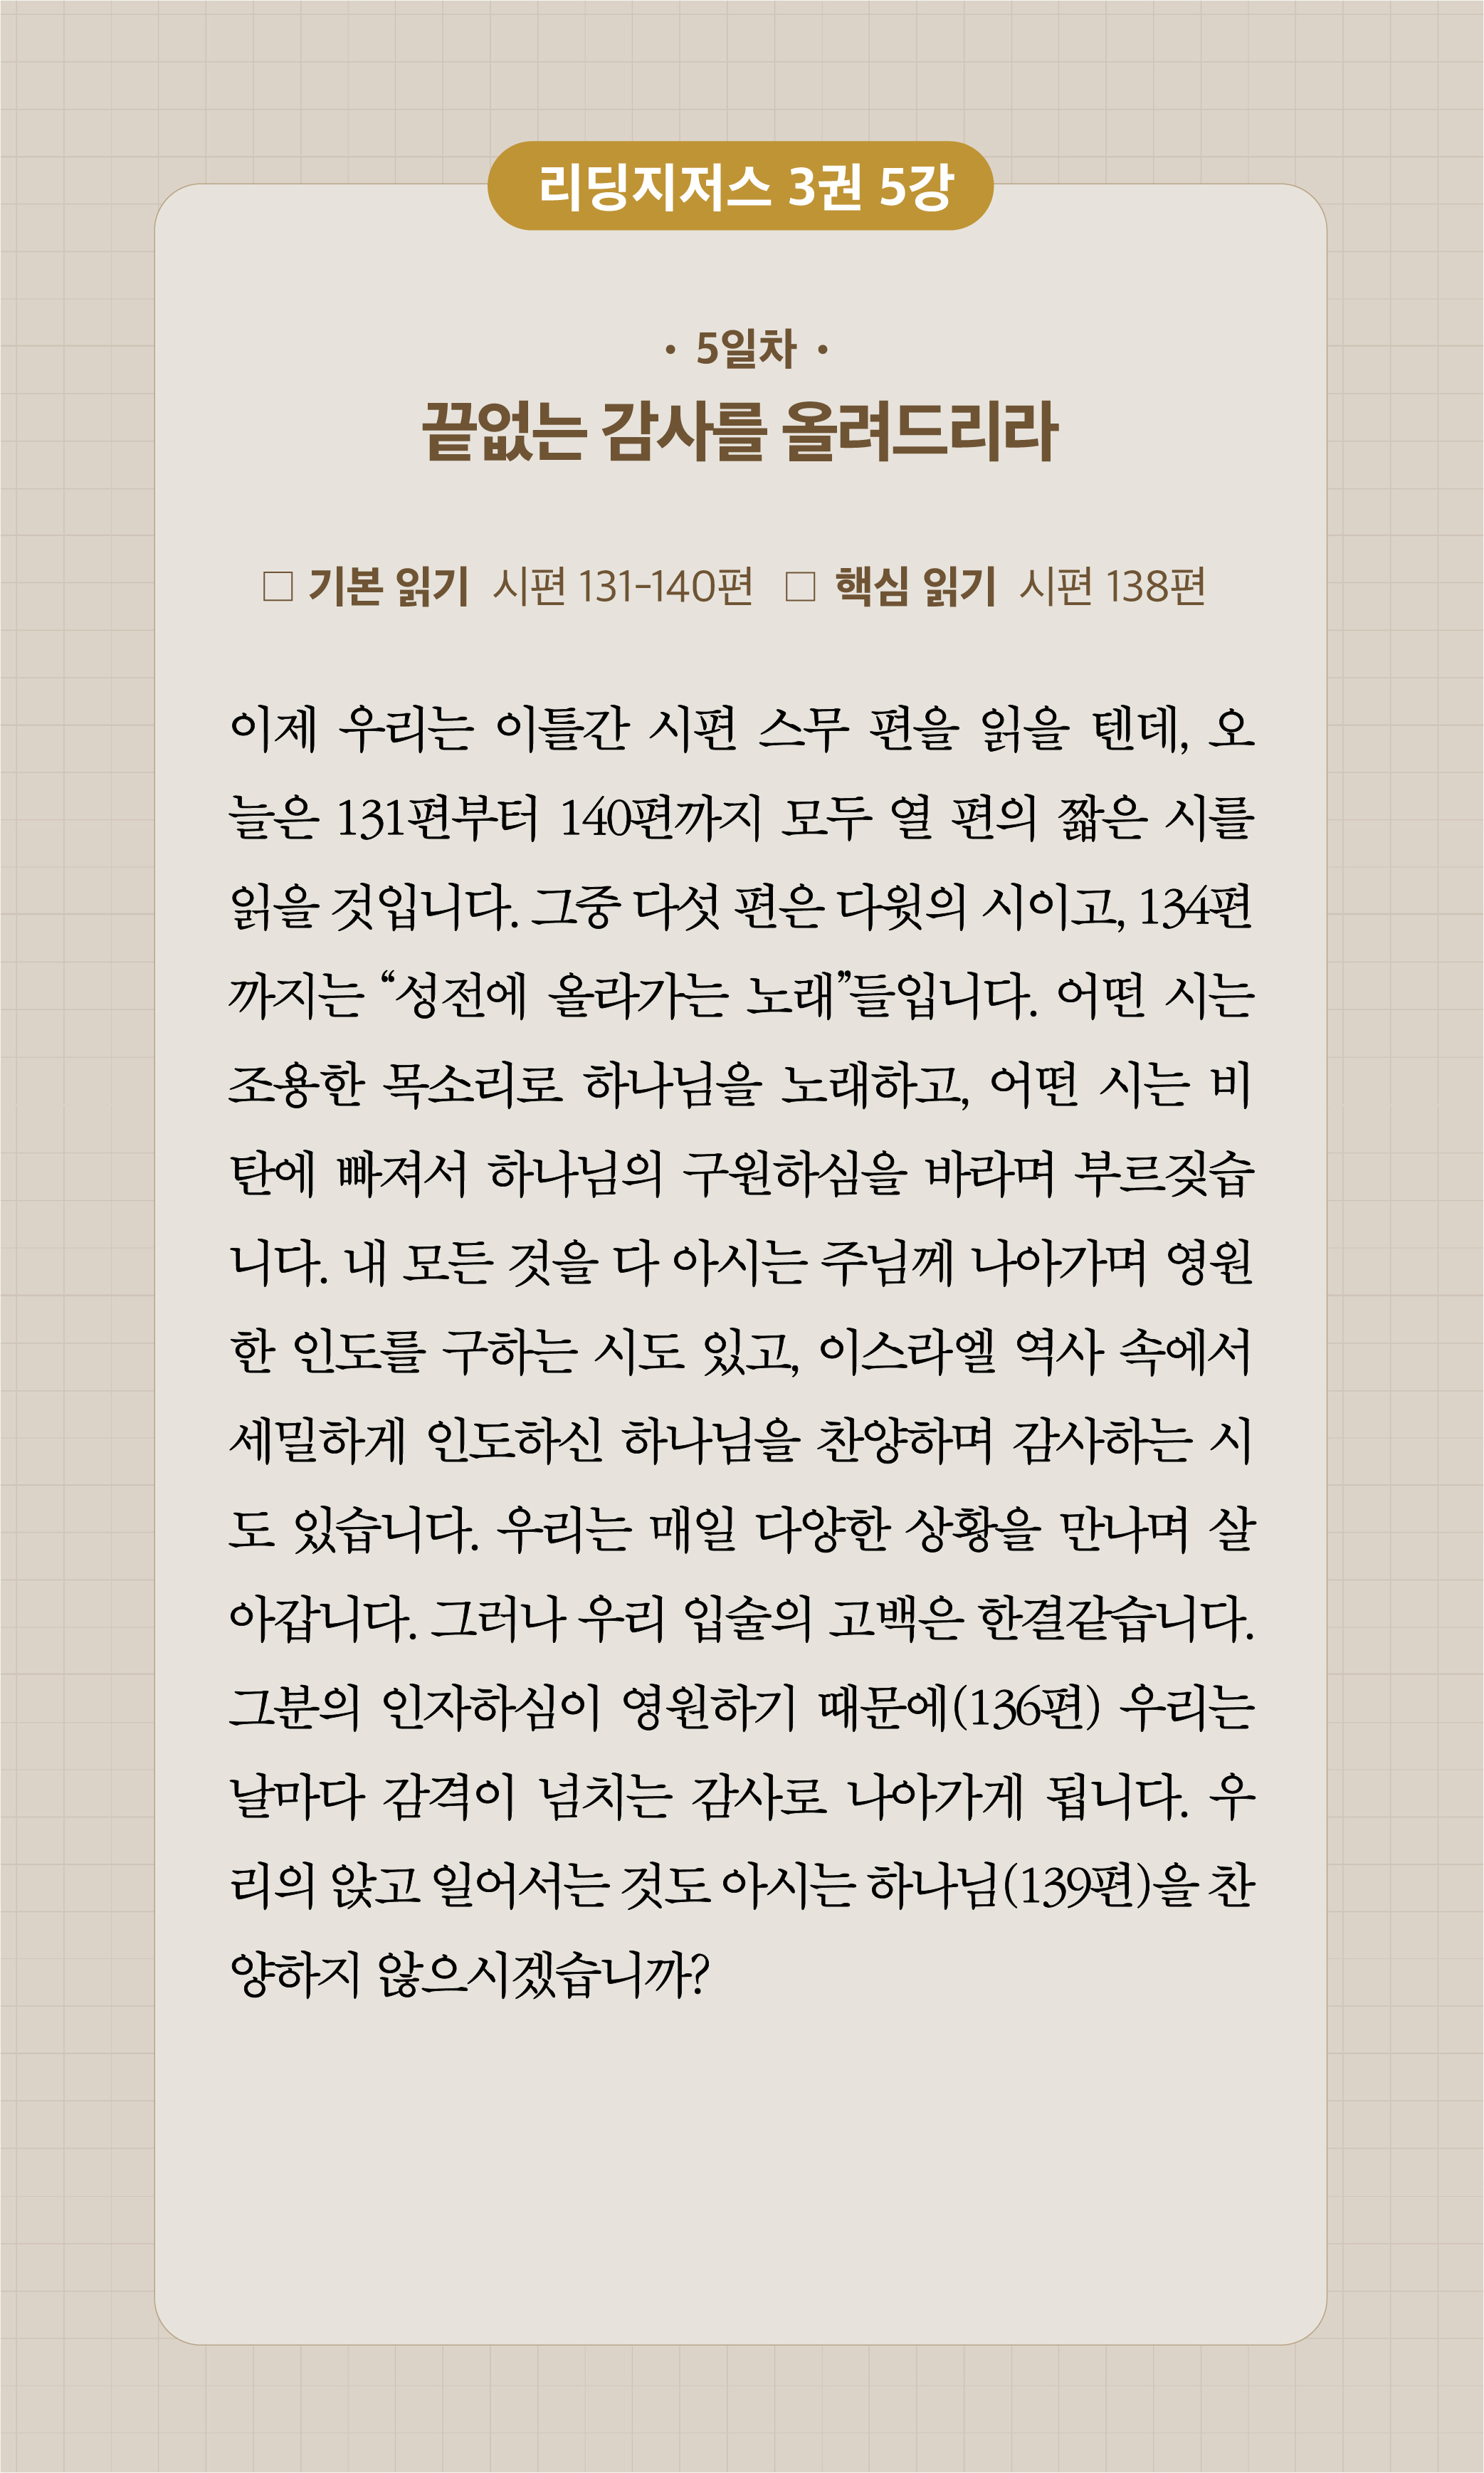 리딩지저스 3권 5강
· 5일차 ·
끝없는 감사를 올려드리라
□ 기본 읽기 시편 131-140편 □ 핵심 읽기 시편 138편
이제 우리는 이틀간 시편 스무 편을 읽을 텐데, 오
늘은 131편부터 140편까지 모두 열 편의 짧은 시를
읽을 것입니다. 그중 다섯 편은 다윗의 시이고, 134편
까지는 “성전에 올라가는 노래”들입니다. 어떤 시는
조용한 목소리로 하나님을 노래하고, 어떤 시는 비
탄에 빠져서 하나님의 구원하심을 바라며 부르짖습
니다. 내 모든 것을 다 아시는 주님께 나아가며 영원
한 인도를 구하는 시도 있고, 이스라엘 역사 속에서
세밀하게 인도하신 하나님을 찬양하며 감사하는 시
도 있습니다. 우리는 매일 다양한 상황을 만나며 살
아갑니다. 그러나 우리 입술의 고백은 한결같습니다.
그분의 인자하심이 영원하기 때문에(136편) 우리는
날마다 감격이 넘치는 감사로 나아가게 됩니다. 우
리의 앉고 일어서는 것도 아시는 하나님(139편)을 찬
양하지 않으시겠습니까?